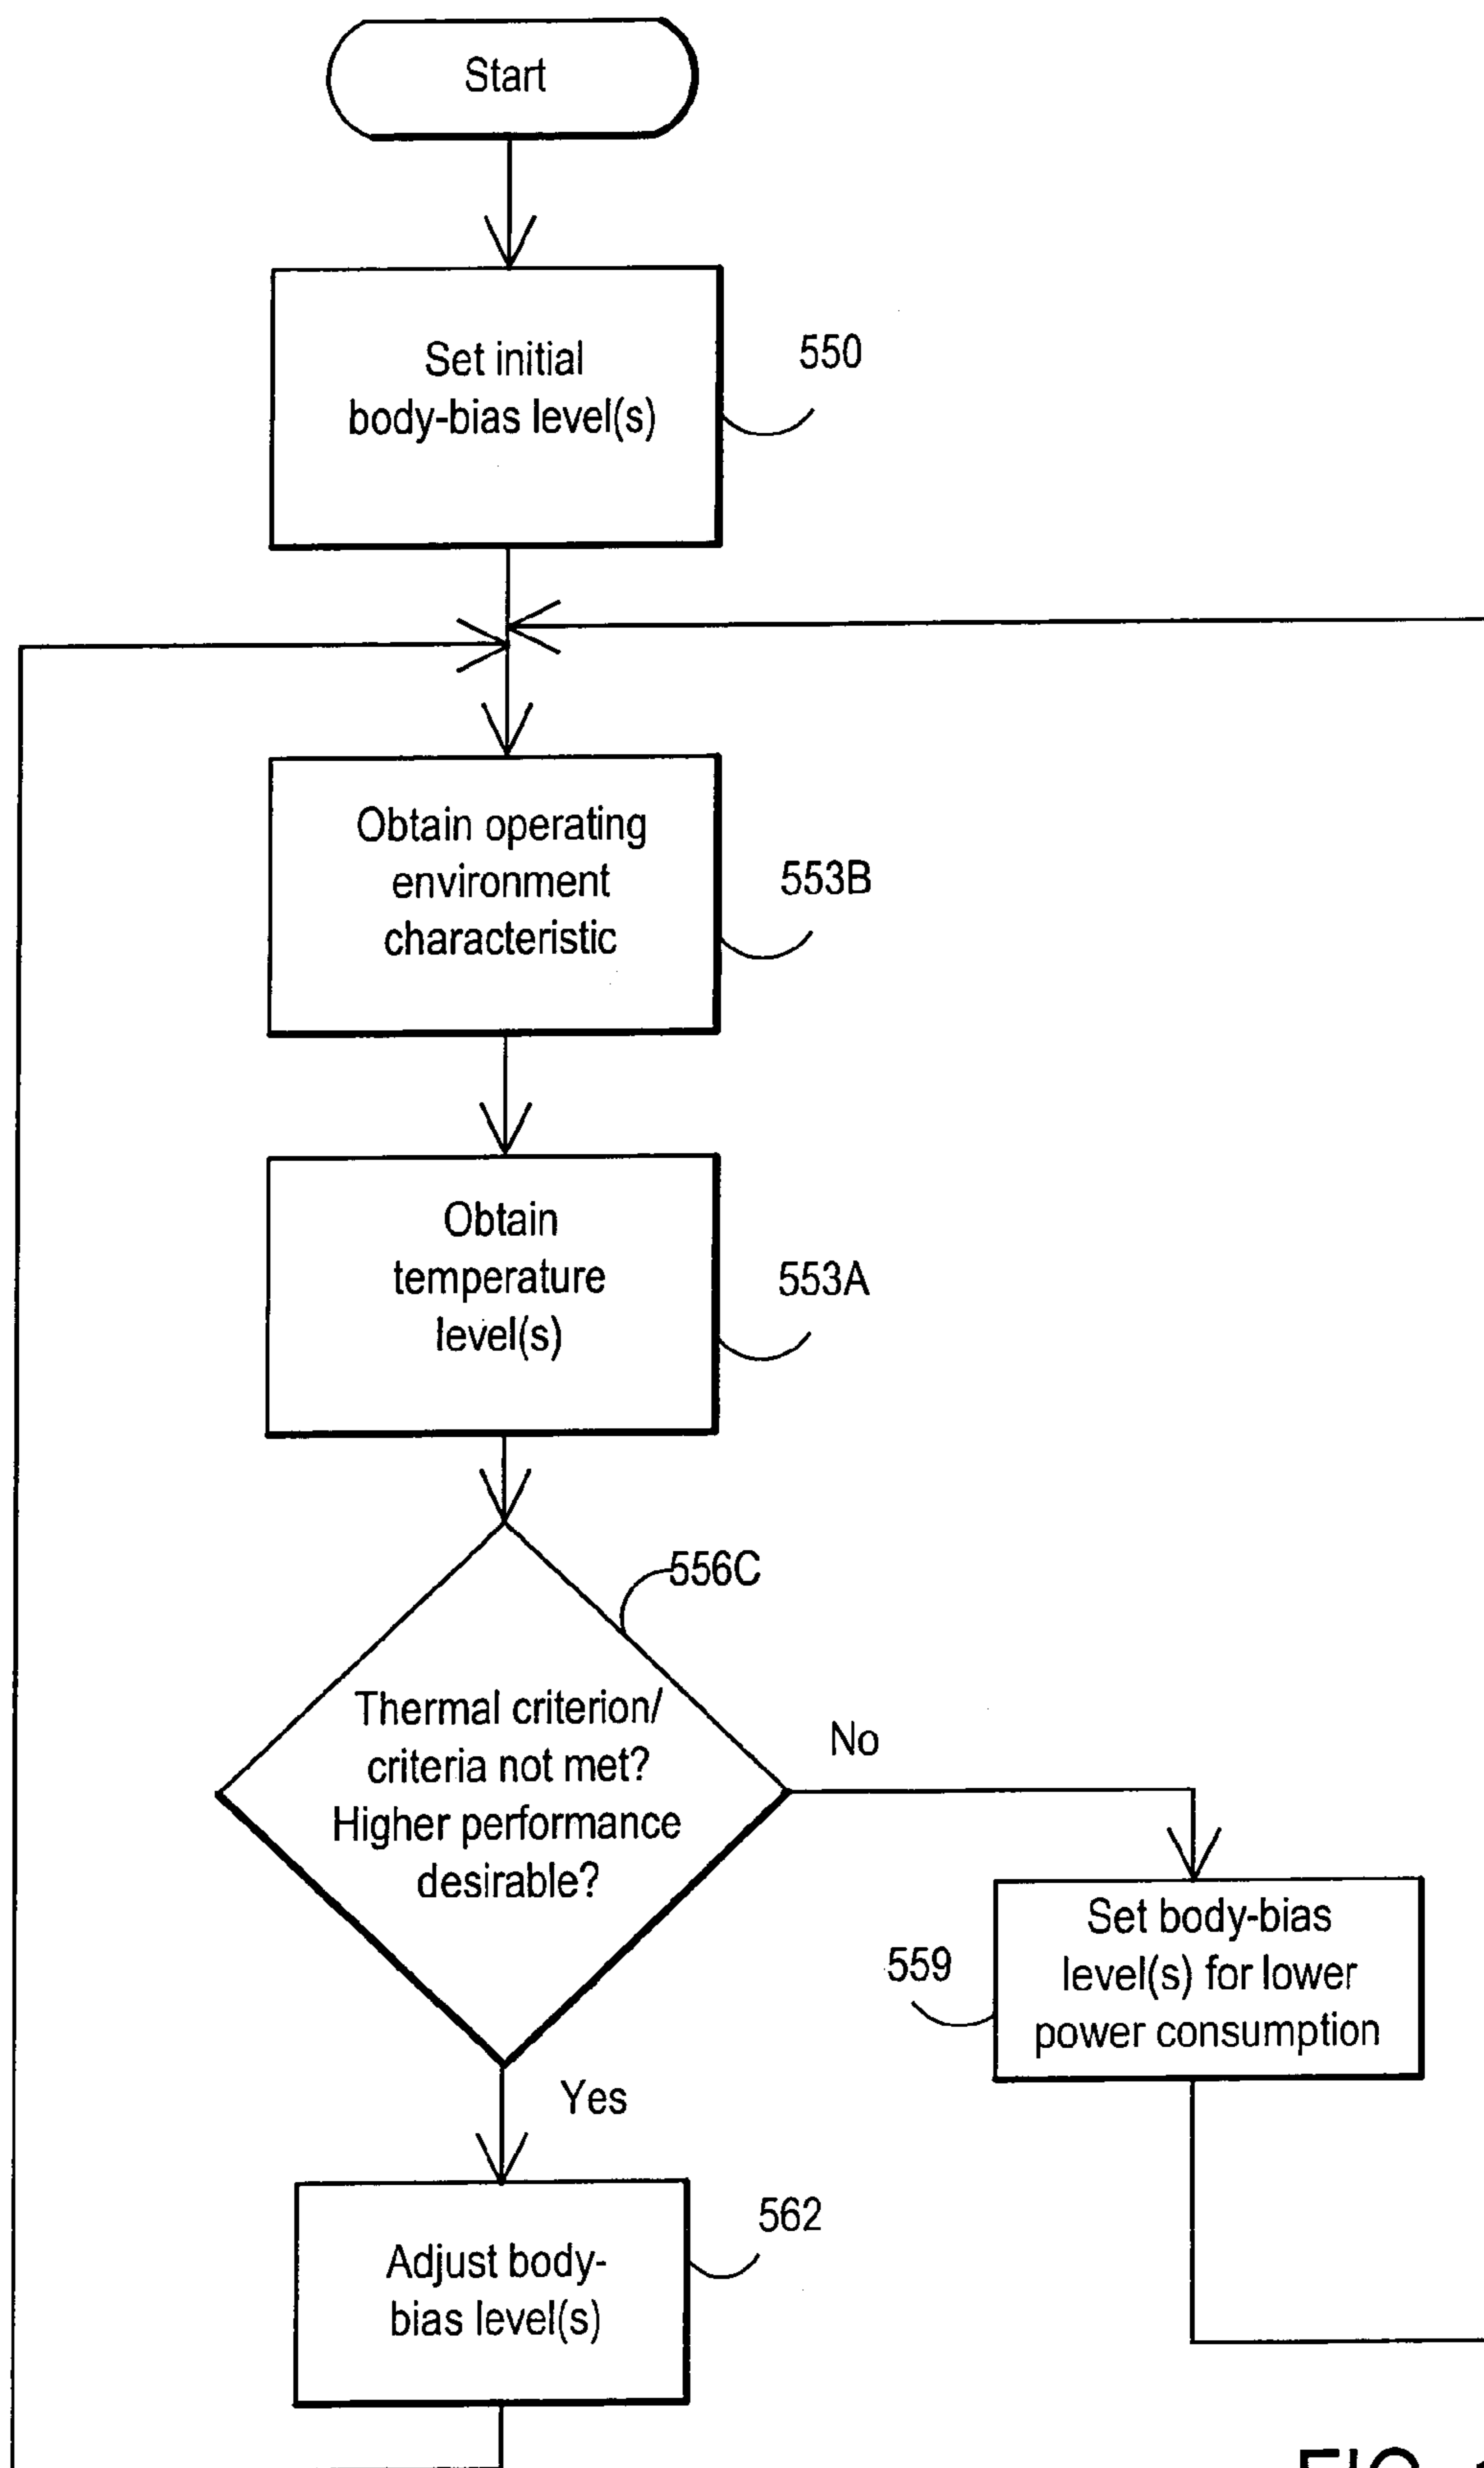 Start
Set initial
body-bias level(s)
550
Obtain operating
environment
characteristic
553B
Obtain
temperature
level(s)
553A
556C
Thermal criterion/
criteria not met?
Higher performance
desirable?
No
Set body-bias
level(s) for lower
power consumption
559
Yes
Adjust body-
bias level(s)
562